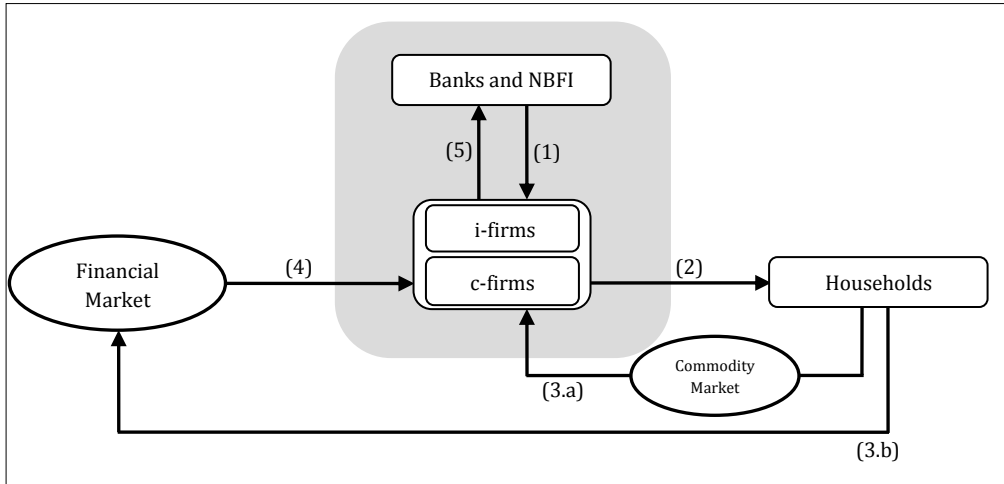 Banks and NBFI
(5)
(1)
i-firms
c-firms
Financial
Market
(4)
(2)
Households
Commodity
Market
(3.a)
(3.b)